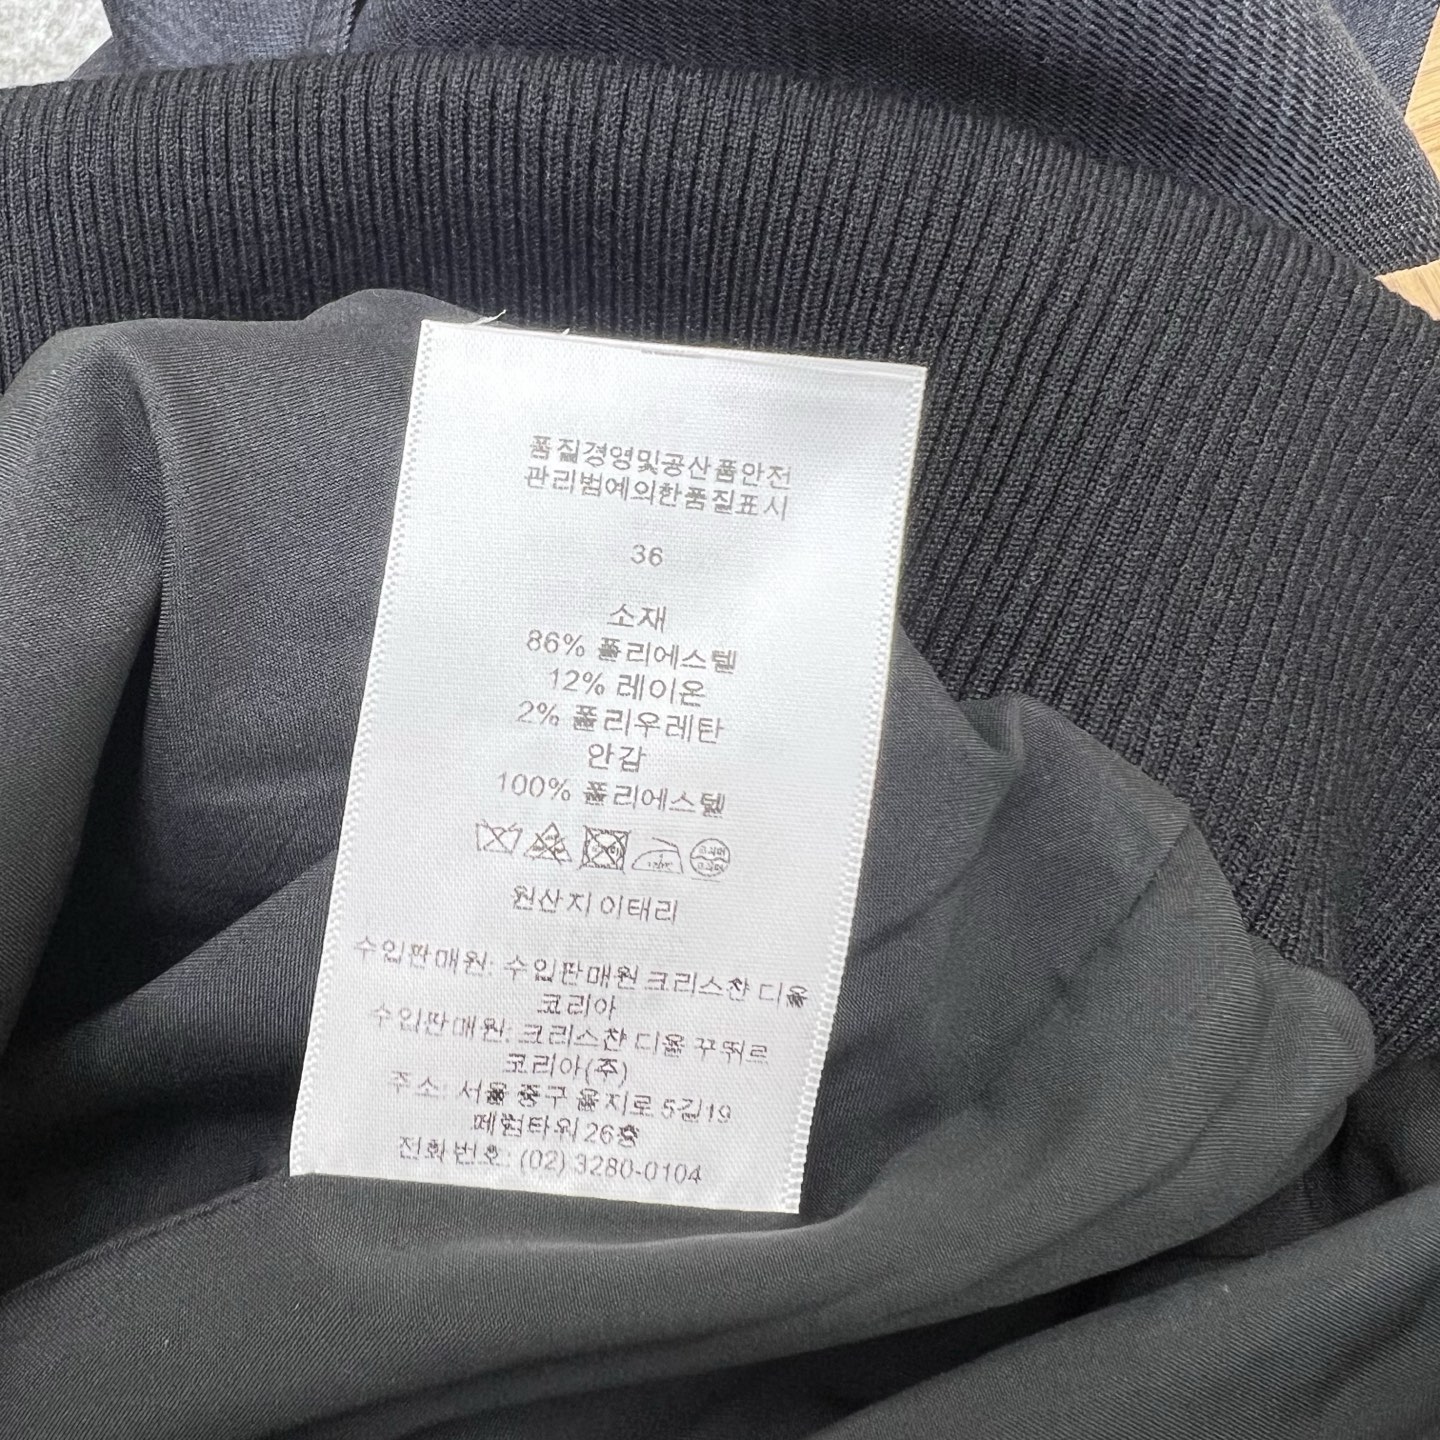 품질경영및공산품안전
관리법에의한품질표시
36
소재
86% 폴리에스텔
12% 레이온
2% 폴리우레탄
안감
100% 폴리에스텔
원산지 이태리
수입판매원: 수입판매원 크리스챤 디올
코리아
수입판매원: 크리스챤 디올 꾸뛰르
코리아(주)
주소: 서울 중구 을지로 5길 19
페럼타워 26층
전화 번호: (02) 3280-0104